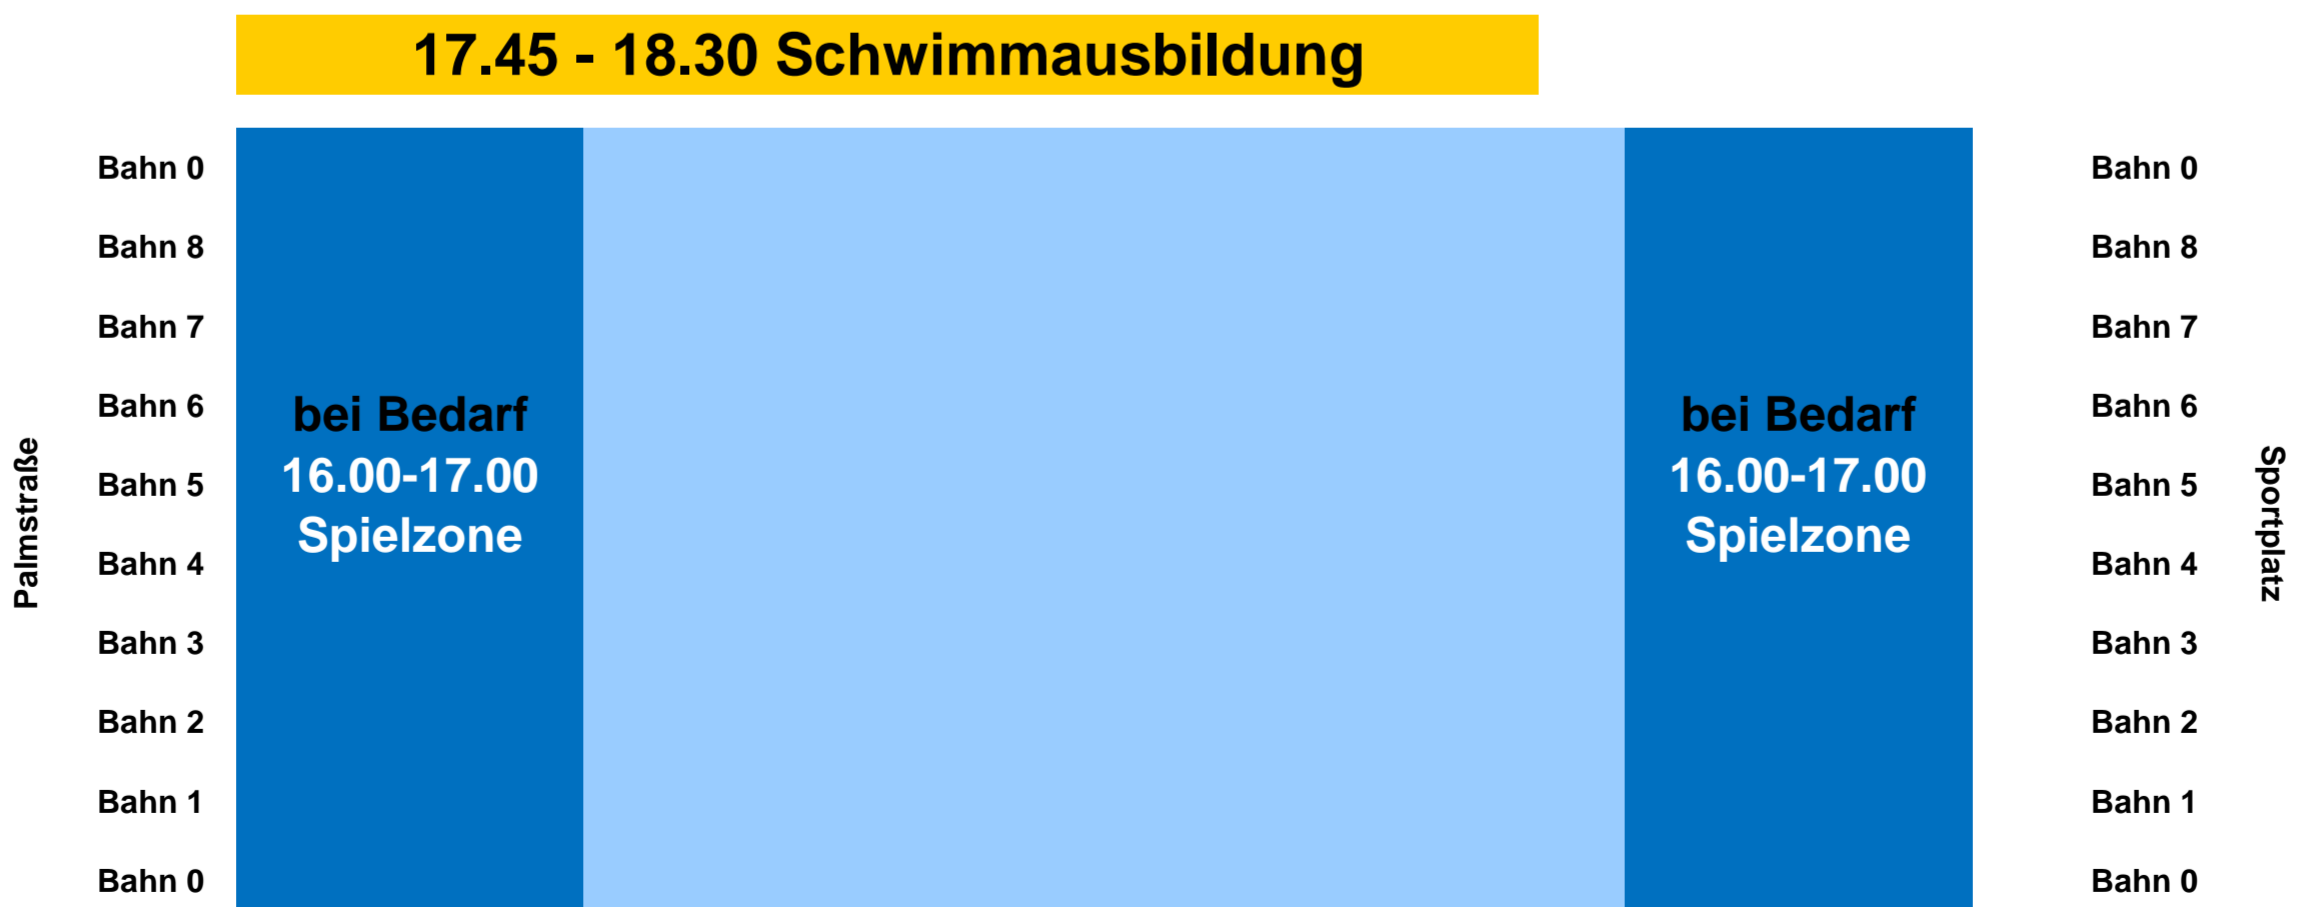 17.45 - 18.30 Schwimmausbildung
Palmstraße
Bahn 0
Bahn 8
Bahn 7
Bahn 6
Bahn 5
Bahn 4
Bahn 3
Bahn 2
Bahn 1
Bahn 0
bei Bedarf
16.00-17.00
Spielzone
bei Bedarf
16.00-17.00
Spielzone
Bahn 0
Bahn 8
Bahn 7
Bahn 6
Bahn 5
Bahn 4
Bahn 3
Bahn 2
Bahn 1
Bahn 0
Sportplatz